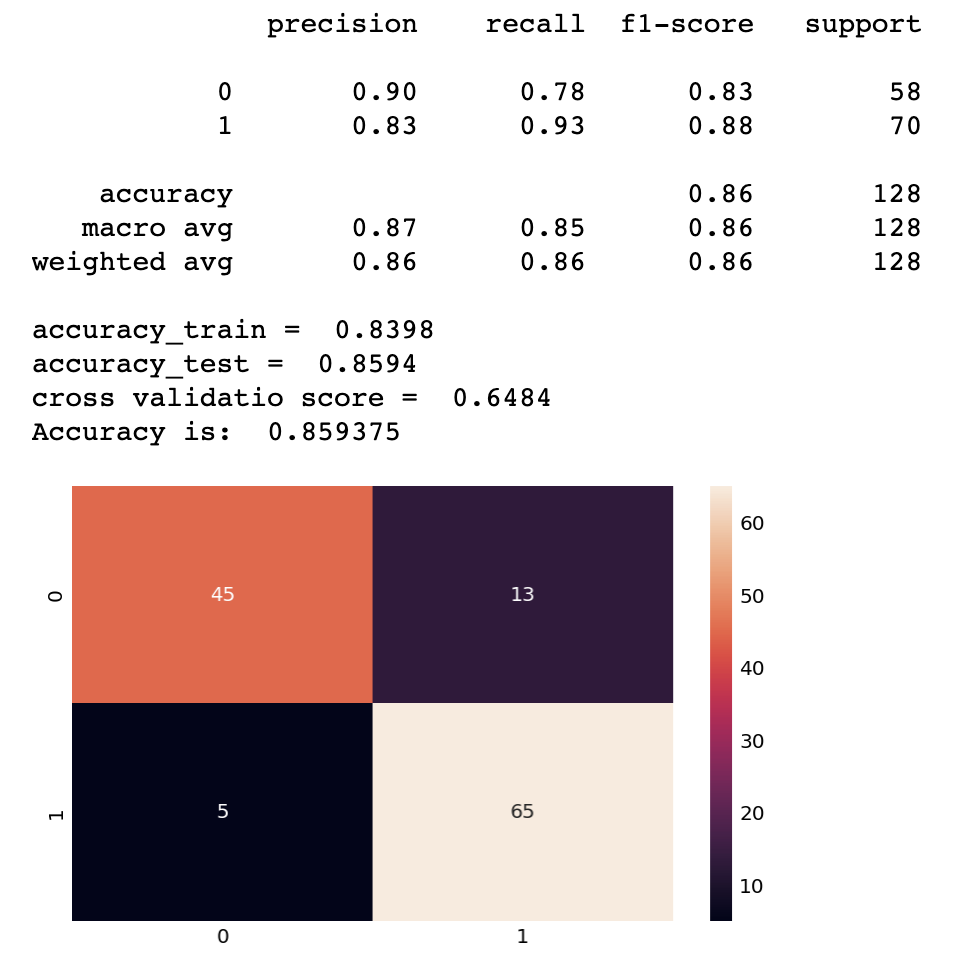 precision recall f1-score support
0 0.90 0.78 0.83 58
1 0.83 0.93 0.88 70
accuracy 0.86 128
macro avg 0.87 0.85 0.86 128
weighted avg 0.86 0.86 0.86 128
accuracy_train = 0.8398
accuracy_test = 0.8594
cross validatio score = 0.6484
Accuracy is: 0.859375
60
0 45 13
50
40
30
1 5 65
20
10
0 1